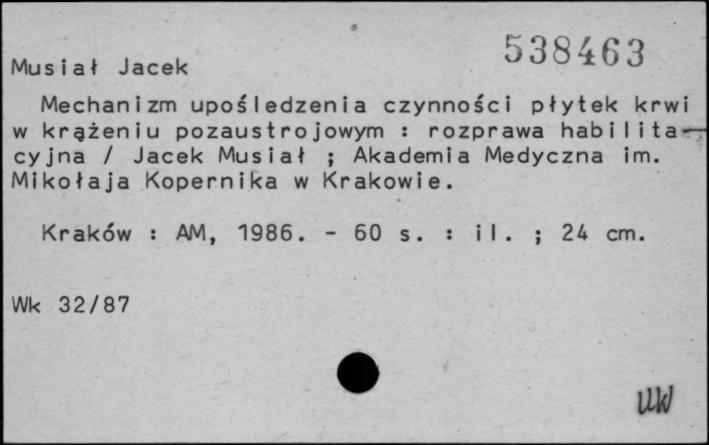 538463
Musiał Jacek
Mechanizm upośledzenia czynności płytek krwi
w krążeniu pozaustrojowym : rozprawa habilita-
cyjna / Jacek Musiał ; Akademia Medyczna im.
Mikołaja Kopernika w Krakowie.
Kraków : AM, 1986. - 60 s. : il. ; 24 cm.
Wk 32/87
UW